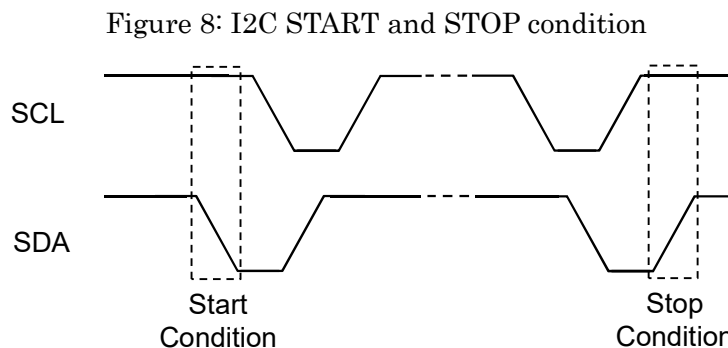 Figure 8: I2C START and STOP condition
SCL
SDA
Start
Condition
Stop
Condition